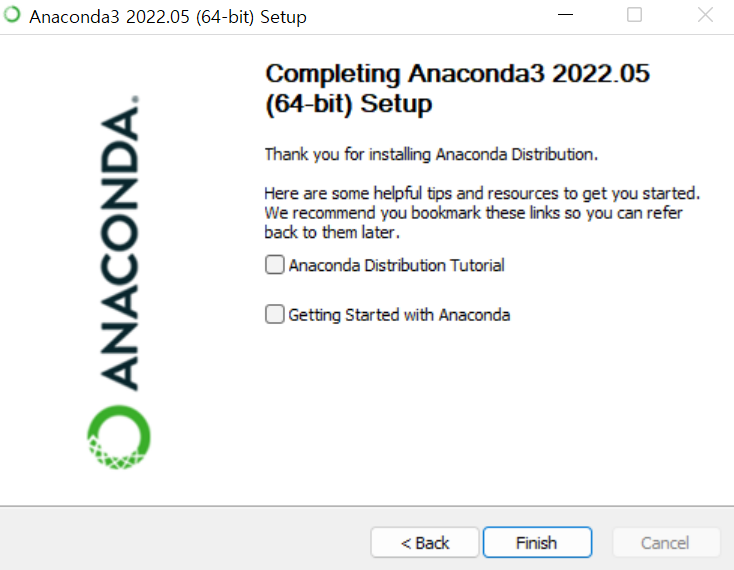 Anaconda3 2022.05 (64-bit) Setup
ANACONDA.
Completing Anaconda3 2022.05
(64-bit) Setup
Thank you for installing Anaconda Distribution.
Here are some helpful tips and resources to get you started.
We recommend you bookmark these links so you can refer
back to them later.
Anaconda Distribution Tutorial
Getting Started with Anaconda
< Back
Finish
Cancel